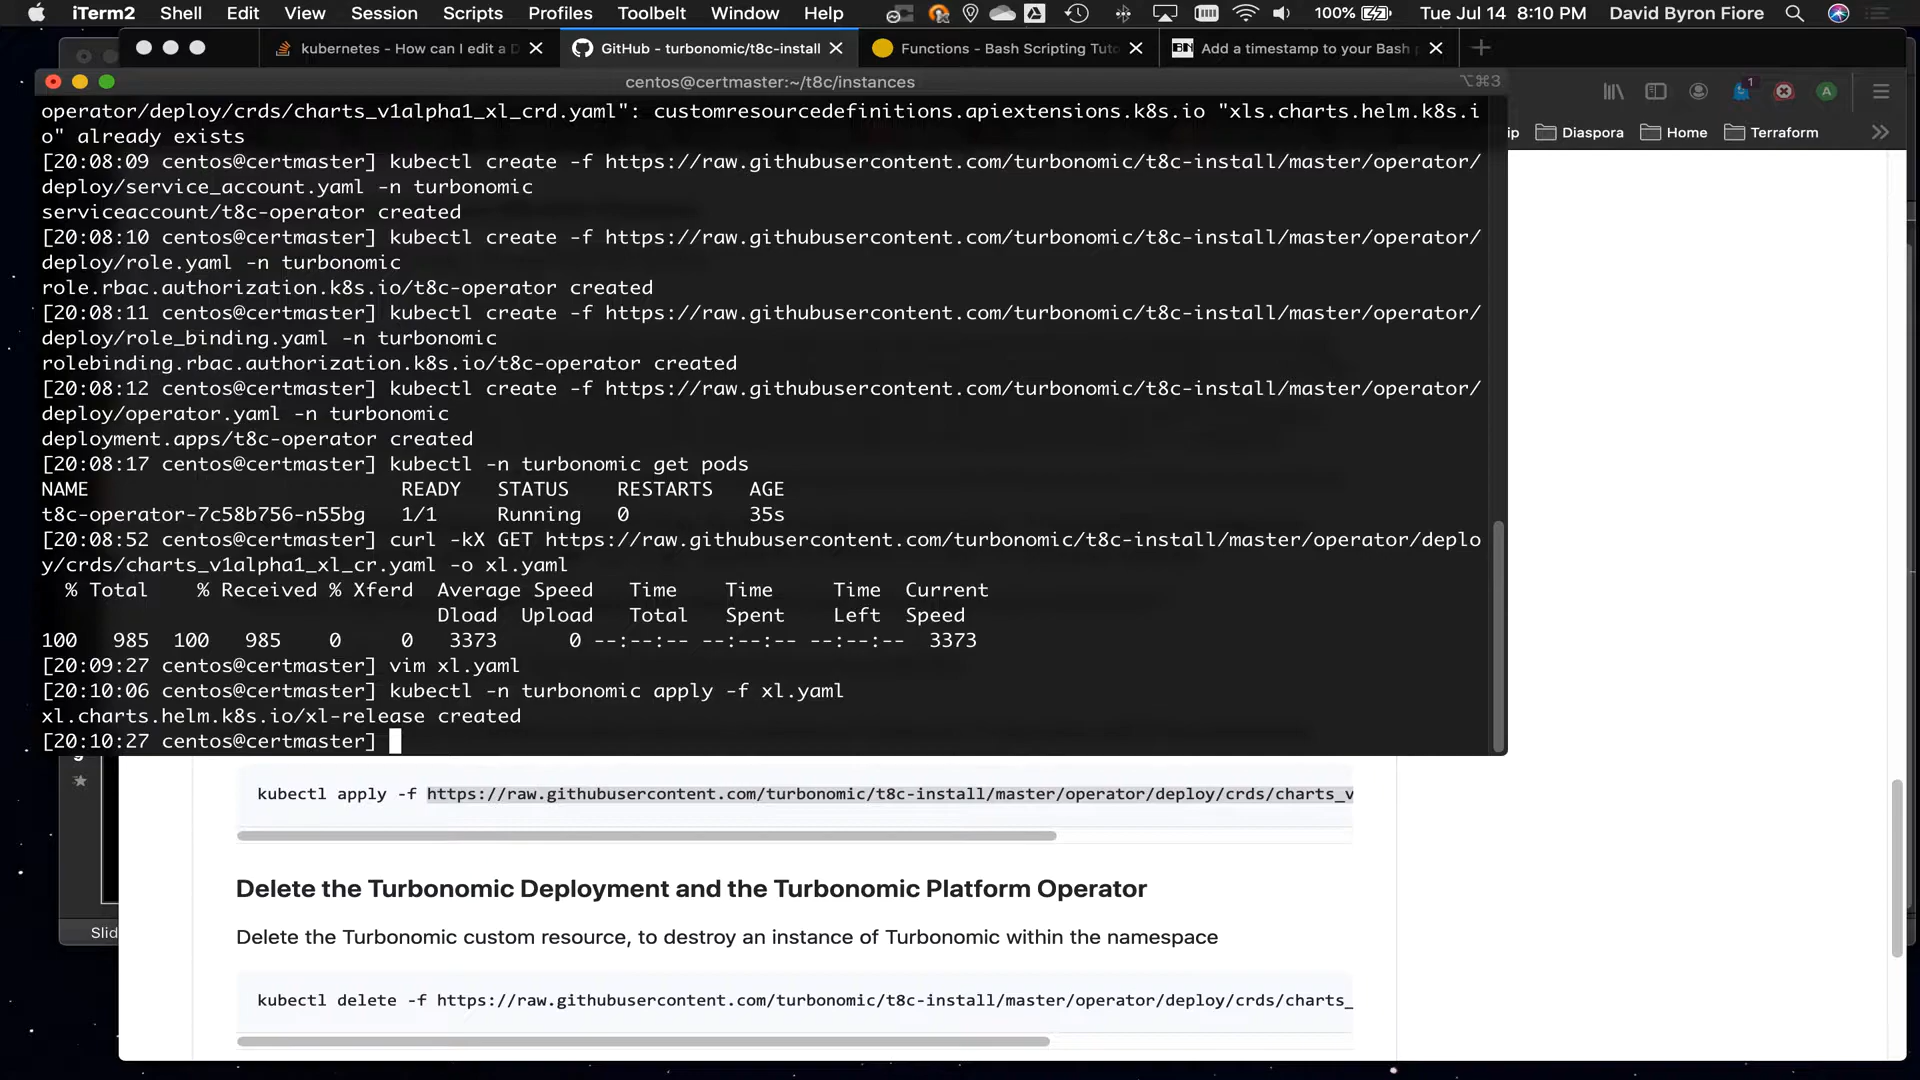 iTerm2 Shell Edit View Session Scripts Profiles Toolbelt Window Help 100% Tue Jul 14 8:10 PM David Byron Fiore
kubernetes - How can I edit a D GitHub - turbonomic/t8c-install Functions - Bash Scripting Tuto Add a timestamp to your Bash p
centos@certmaster:~/t8c/instances ⌥⌘3
ip Diaspora Home Terraform
operator/deploy/crds/charts_v1alpha1_xl_crd.yaml": customresourcedefinitions.apiextensions.k8s.io "xls.charts.helm.k8s.i
o" already exists
[20:08:09 centos@certmaster] kubectl create -f https://raw.githubusercontent.com/turbonomic/t8c-install/master/operator/
deploy/service_account.yaml -n turbonomic
serviceaccount/t8c-operator created
[20:08:10 centos@certmaster] kubectl create -f https://raw.githubusercontent.com/turbonomic/t8c-install/master/operator/
deploy/role.yaml -n turbonomic
role.rbac.authorization.k8s.io/t8c-operator created
[20:08:11 centos@certmaster] kubectl create -f https://raw.githubusercontent.com/turbonomic/t8c-install/master/operator/
deploy/role_binding.yaml -n turbonomic
rolebinding.rbac.authorization.k8s.io/t8c-operator created
[20:08:12 centos@certmaster] kubectl create -f https://raw.githubusercontent.com/turbonomic/t8c-install/master/operator/
deploy/operator.yaml -n turbonomic
deployment.apps/t8c-operator created
[20:08:17 centos@certmaster] kubectl -n turbonomic get pods
NAME READY STATUS RESTARTS AGE
t8c-operator-7c58b756-n55bg 1/1 Running 0 35s
[20:08:52 centos@certmaster] curl -kX GET https://raw.githubusercontent.com/turbonomic/t8c-install/master/operator/deplo
y/crds/charts_v1alpha1_xl_cr.yaml -o xl.yaml
% Total % Received % Xferd Average Speed Time Time Time Current
Dload Upload Total Spent Left Speed
100 985 100 985 0 0 3373 0 --:--:-- --:--:-- --:--:-- 3373
[20:09:27 centos@certmaster] vim xl.yaml
[20:10:06 centos@certmaster] kubectl -n turbonomic apply -f xl.yaml
xl.charts.helm.k8s.io/xl-release created
[20:10:27 centos@certmaster]
kubectl apply -f https://raw.githubusercontent.com/turbonomic/t8c-install/master/operator/deploy/crds/charts_v
Delete the Turbonomic Deployment and the Turbonomic Platform Operator
Slid
Delete the Turbonomic custom resource, to destroy an instance of Turbonomic within the namespace
kubectl delete -f https://raw.githubusercontent.com/turbonomic/t8c-install/master/operator/deploy/crds/charts_